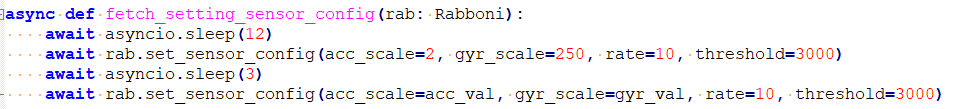 async def fetch_setting_sensor_config(rab: Rabboni):
    await asyncio.sleep(12)
    await rab.set_sensor_config(acc_scale=2, gyr_scale=250, rate=10, threshold=3000)
    await asyncio.sleep(3)
    await rab.set_sensor_config(acc_scale=acc_val, gyr_scale=gyr_val, rate=10, threshold=3000)